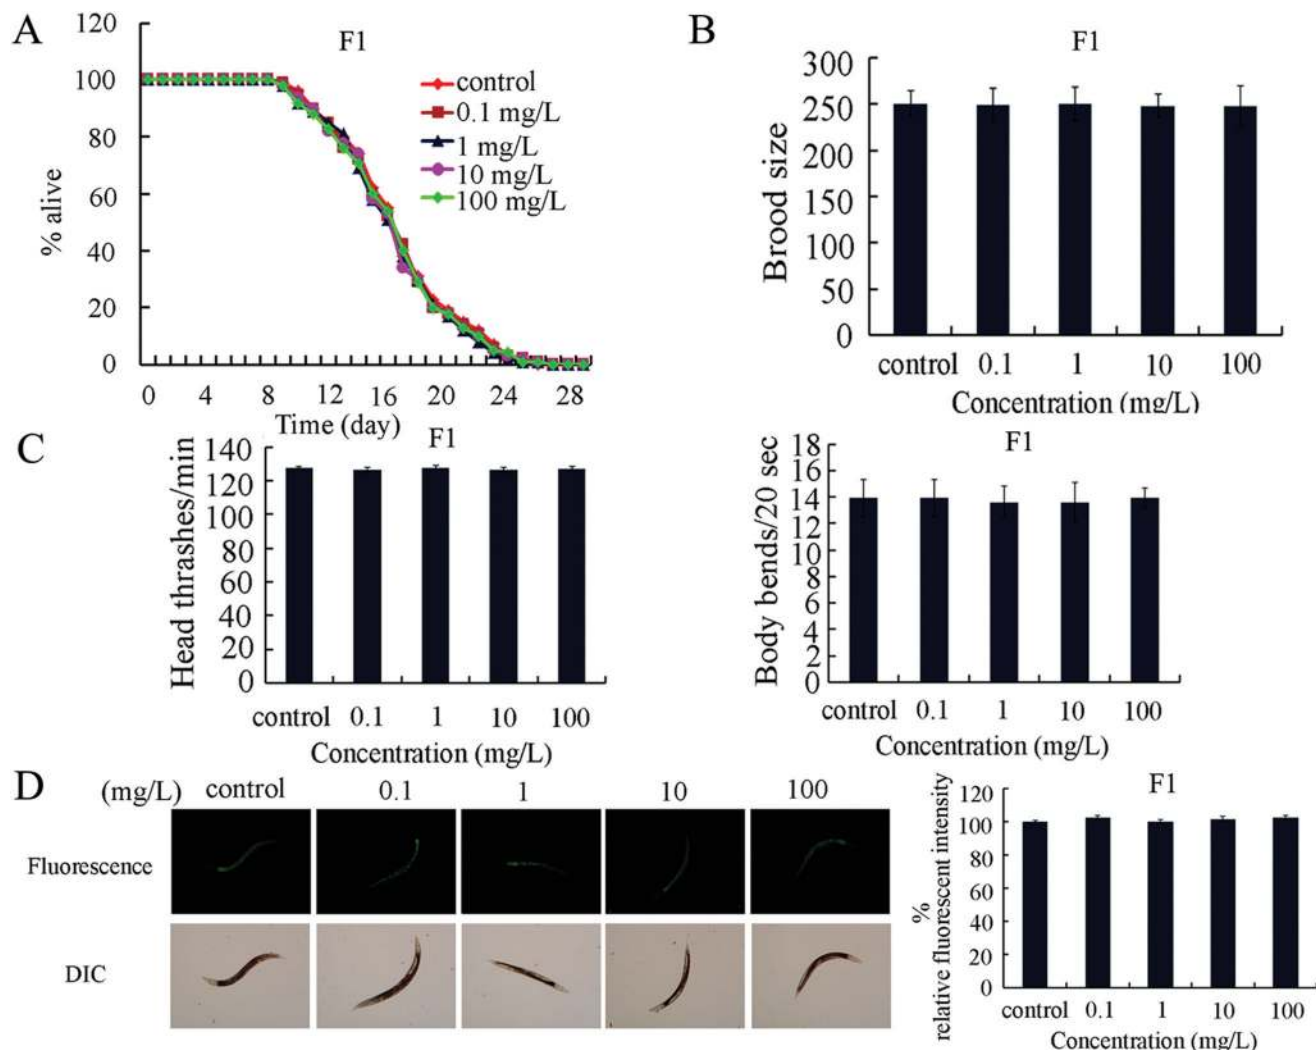 A
F1
120
100
80
60
40
20
0
% alive
control
0.1 mg/L
1 mg/L
10 mg/L
100 mg/L
0 4 8 12 16 20 24 28
Time (day)
B
F1
300
250
200
150
100
50
0
Brood size
control 0.1 1 10 100
Concentration (mg/L)
C
F1
140
120
100
80
60
40
20
0
Head thrashes/min
control 0.1 1 10 100
Concentration (mg/L)
F1
18
16
14
12
10
8
6
4
2
0
Body bends/20 sec
control 0.1 1 10 100
Concentration (mg/L)
D
(mg/L) control 0.1 1 10 100
Fluorescence
DIC
F1
120
100
80
60
40
20
0
%
relative fluorescent intensity
control 0.1 1 10 100
Concentration (mg/L)